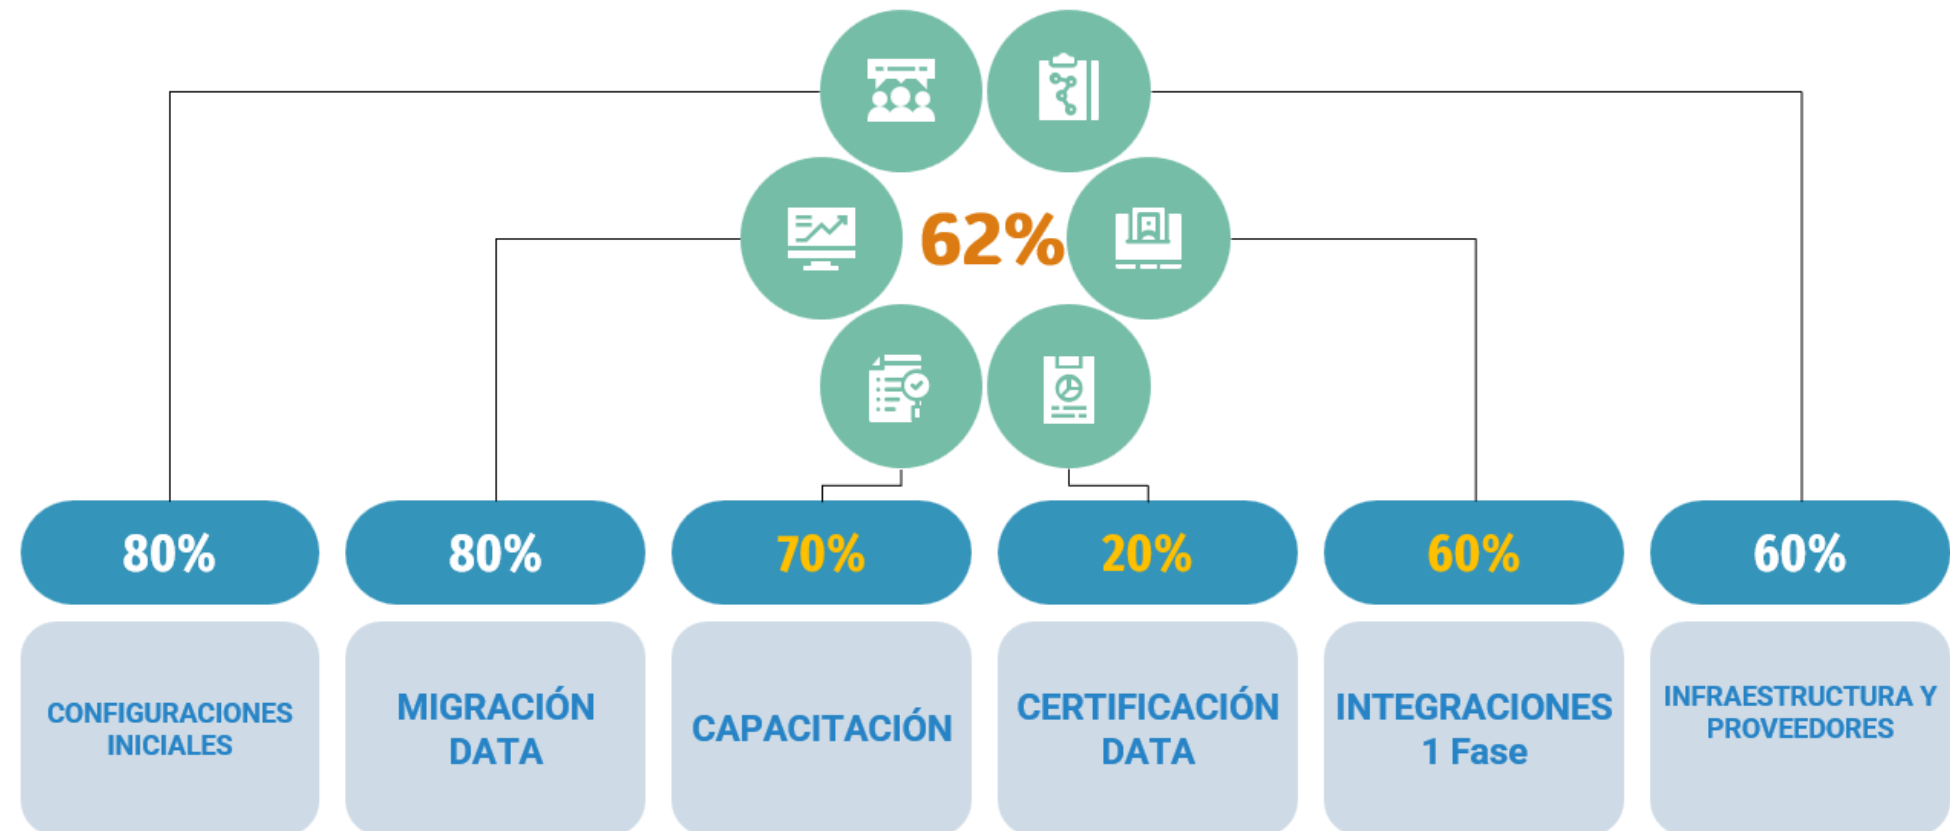 62%
80%
80%
70%
20%
60%
60%
CONFIGURACIONES
INICIALES
MIGRACIÓN
DATA
CAPACITACIÓN
CERTIFICACIÓN
DATA
INTEGRACIONES
1 Fase
INFRAESTRUCTURA Y
PROVEEDORES